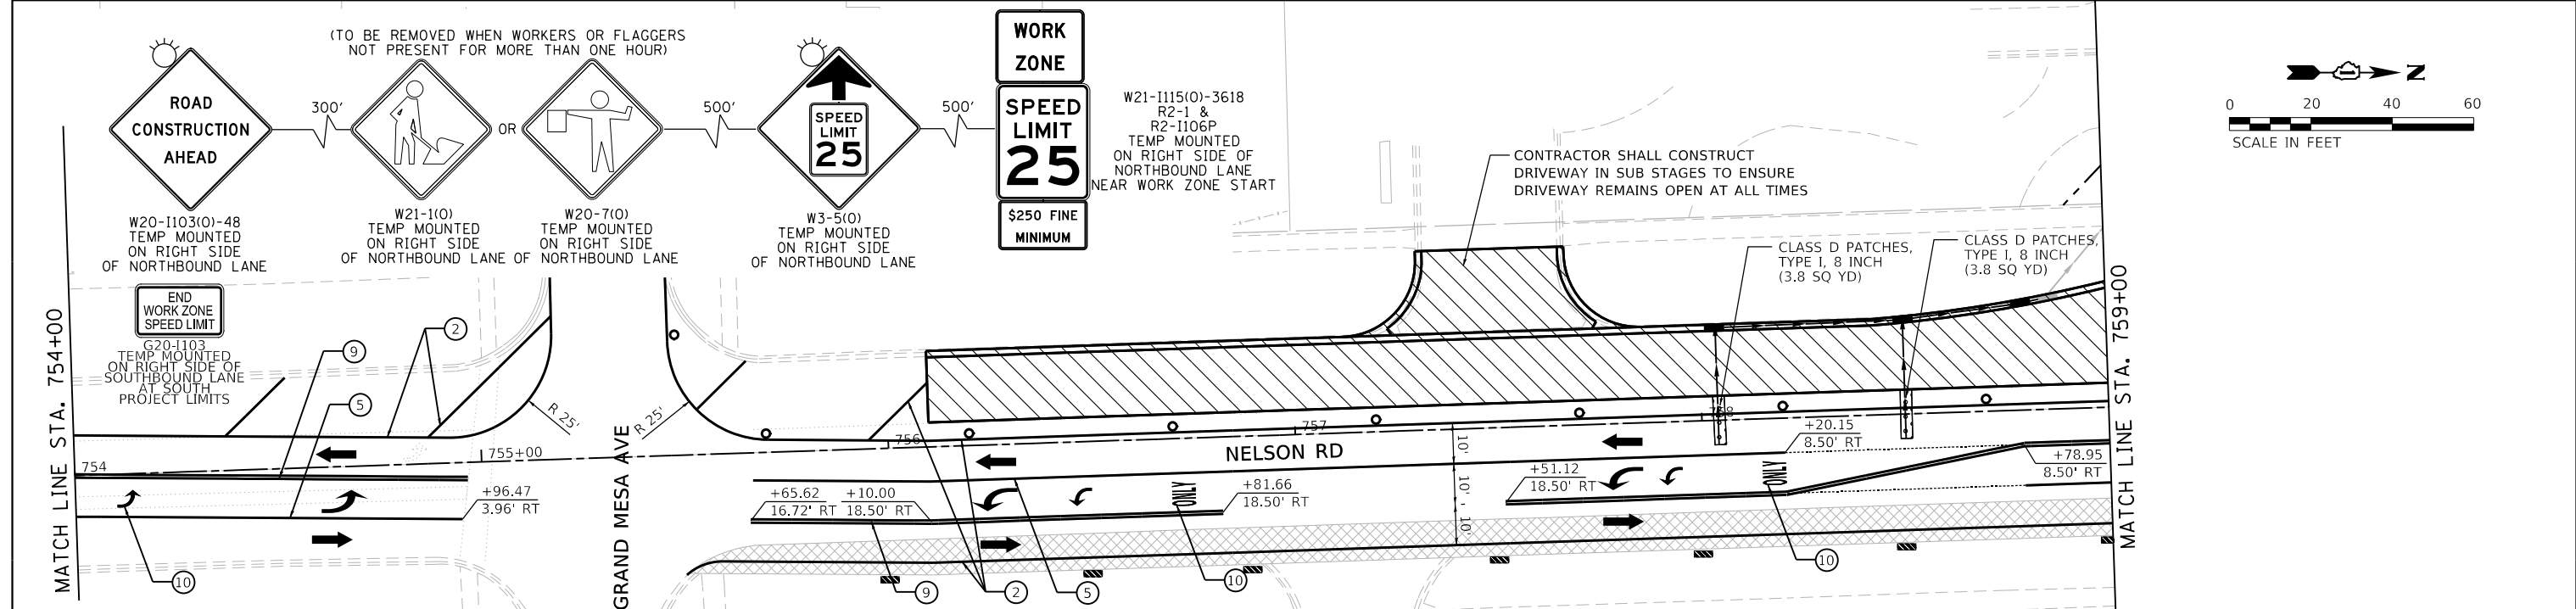 (TO BE REMOVED WHEN WORKERS OR FLAGGERS
NOT PRESENT FOR MORE THAN ONE HOUR)
ROAD
CONSTRUCTION
AHEAD
300'
OR
500'
SPEED
LIMIT
25
500'
WORK
ZONE
SPEED
LIMIT
25
$250 FINE
MINIMUM
W21-I115(O)-3618
R2-1 &
R2-I106P
TEMP MOUNTED
ON RIGHT SIDE OF
NORTHBOUND LANE
NEAR WORK ZONE START
W20-I103(O)-48
TEMP MOUNTED
ON RIGHT SIDE
OF NORTHBOUND LANE
W21-1(O)
TEMP MOUNTED
ON RIGHT SIDE
OF NORTHBOUND LANE
W20-7(O)
TEMP MOUNTED
ON RIGHT SIDE
OF NORTHBOUND LANE
W3-5(O)
TEMP MOUNTED
ON RIGHT SIDE
OF NORTHBOUND LANE
END
WORK ZONE
SPEED LIMIT
G20-I103
TEMP MOUNTED
ON RIGHT SIDE OF
SOUTHBOUND LANE
AT SOUTH
PROJECT LIMITS
N
0 20 40 60
SCALE IN FEET
CONTRACTOR SHALL CONSTRUCT
DRIVEWAY IN SUB STAGES TO ENSURE
DRIVEWAY REMAINS OPEN AT ALL TIMES
CLASS D PATCHES,
TYPE I, 8 INCH
(3.8 SQ YD)
CLASS D PATCHES,
TYPE I, 8 INCH
(3.8 SQ YD)
MATCH LINE STA. 754+00
2
9
5
R 25'
R 25'
754
755+00
756
757
758
NELSON RD
GRAND MESA AVE
+96.47
3.96' RT
+65.62
16.72' RT
+10.00
18.50' RT
ONLY
+81.66
18.50' RT
10'
10'
10'
+51.12
18.50' RT
ONLY
+20.15
8.50' RT
+78.95
8.50' RT
10
9
2
5
10
10
MATCH LINE STA. 759+00